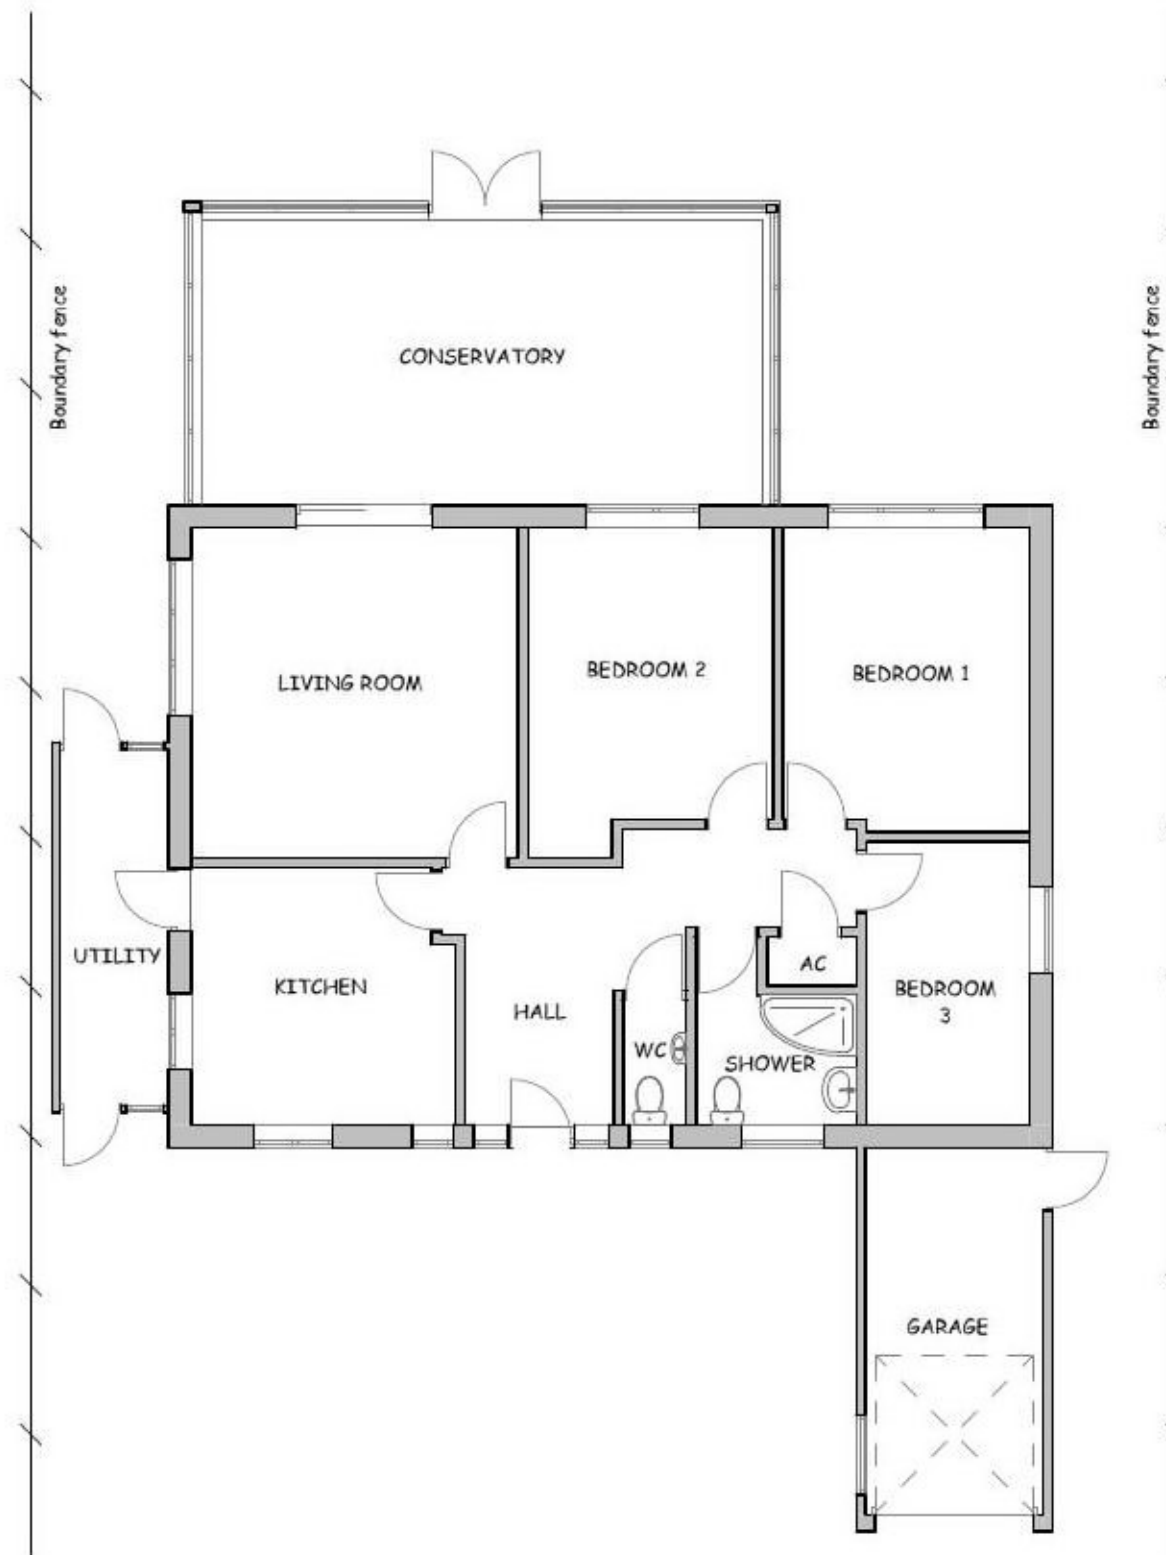 Boundary fence
Boundary fence
CONSERVATORY
LIVING ROOM
BEDROOM 2
BEDROOM 1
UTILITY
KITCHEN
HALL
WC
SHOWER
AC
BEDROOM
3
GARAGE